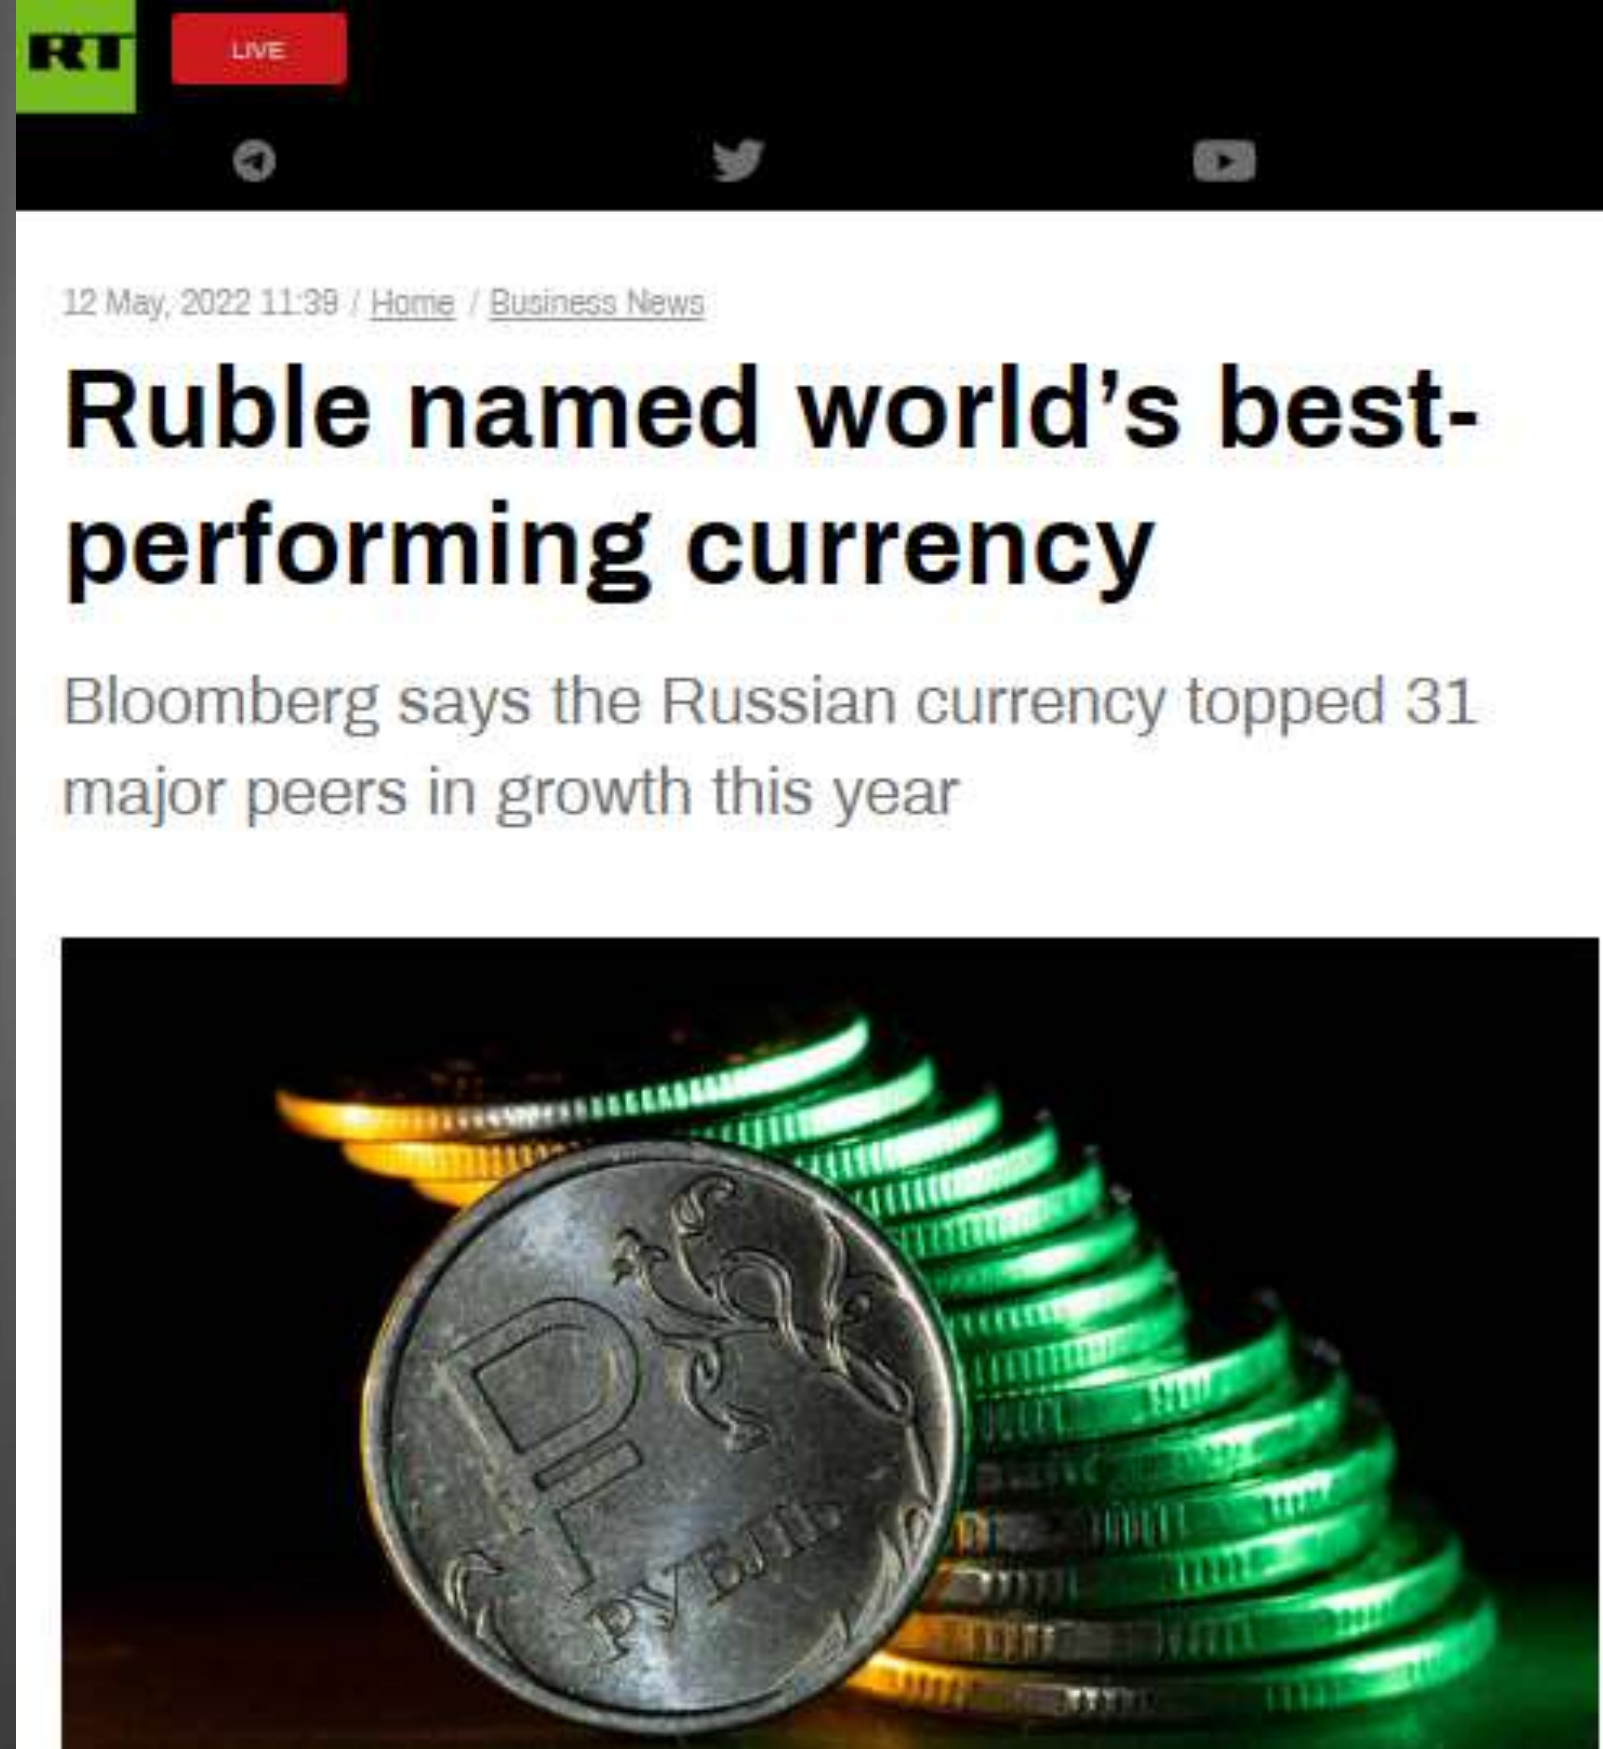 RT
LIVE
12 May, 2022 11:39 / Home / Business News
Ruble named world’s best-
performing currency
Bloomberg says the Russian currency topped 31
major peers in growth this year
РУБЛЬ